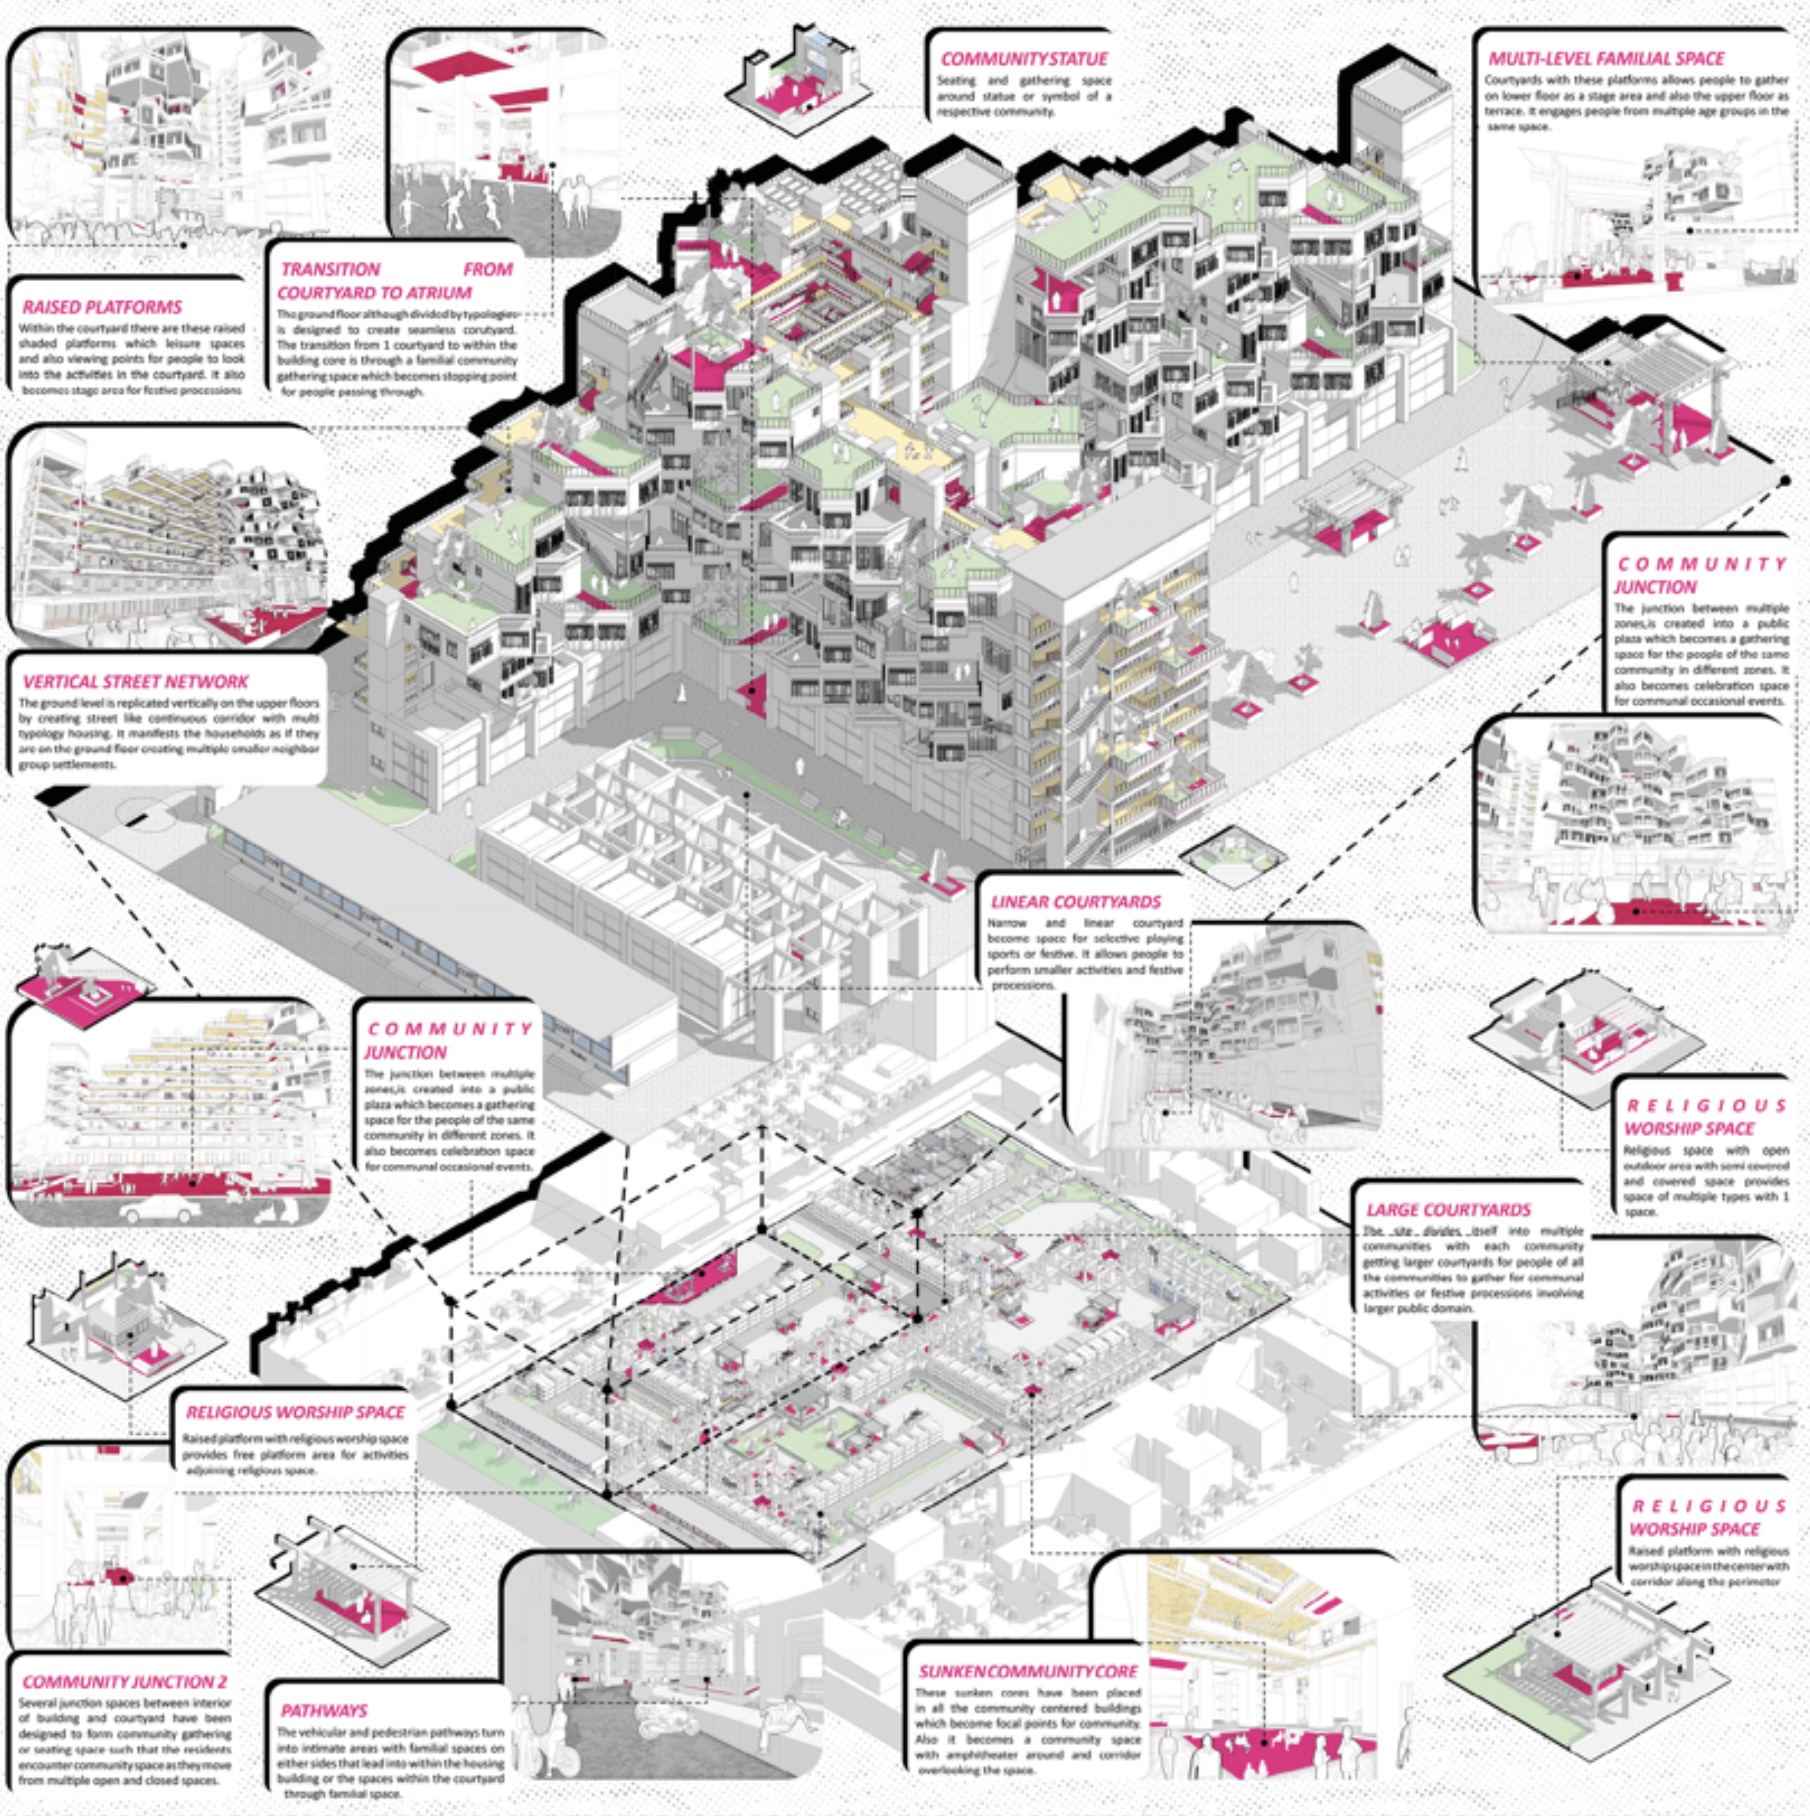 COMMUNITY STATUE
Seating and gathering space
around statue or symbol of a
respective community.
MULTI-LEVEL FAMILIAL SPACE
Courtyards with these platforms allows people to gather
on lower floor as a stage area and also the upper floor as
terrace. It engages people from multiple age groups in the
same space.
TRANSITION FROM
COURTYARD TO ATRIUM
The ground floor although divided by typologies
is designed to create seamless corutyard.
The transition from 1 courtyard to within the
building core is through a familial community
gathering space which becomes stopping point
for people passing through.
RAISED PLATFORMS
Within the courtyard there are these raised
shaded platforms which leisure spaces
and also viewing points for people to look
into the activities in the courtyard. It also
becomes stage area for festive processions
COMMUNITY
JUNCTION
The junction between multiple
zones,is created into a public
plaza which becomes a gathering
space for the people of the same
community in different zones. It
also becomes celebration space
for communal occasional events.
VERTICAL STREET NETWORK
The ground level is replicated vertically on the upper floors
by creating street like continuous corridor with multi
typology housing. It manifests the households as if they
are on the ground floor creating multiple smaller neighbor
group settlements.
LINEAR COURTYARDS
Narrow and linear courtyard
become space for selective playing
sports or festive. It allows people to
perform smaller activities and festive
processions.
COMMUNITY
JUNCTION
The junction between multiple
zones,is created into a public
plaza which becomes a gathering
space for the people of the same
community in different zones. It
also becomes celebration space
for communal occasional events.
RELIGIOUS
WORSHIP SPACE
Religious space with open
outdoor area with semi covered
and covered space provides
space of multiple types with 1
space.
LARGE COURTYARDS
The site divides itself into multiple
communities with each community
getting larger courtyards for people of all
the communities to gather for communal
activities or festive processions involving
larger public domain.
RELIGIOUS WORSHIP SPACE
Raised platform with religious worship space
provides free platform area for activities
adjoining religious space.
RELIGIOUS
WORSHIP SPACE
Raised platform with religious
worship space in the center with
corridor along the perimeter
COMMUNITY JUNCTION 2
Several junction spaces between interior
of building and courtyard have been
designed to form community gathering
or seating space such that the residents
encounter community space as they move
from multiple open and closed spaces.
PATHWAYS
The vehicular and pedestrian pathways turn
into intimate areas with familial spaces on
either sides that lead into within the housing
building or the spaces within the courtyard
through familial space.
SUNKEN COMMUNITY CORE
These sunken cores have been placed
in all the community centered buildings
which become focal points for community.
Also it becomes a community space
with amphitheater around and corridor
overlooking the space.